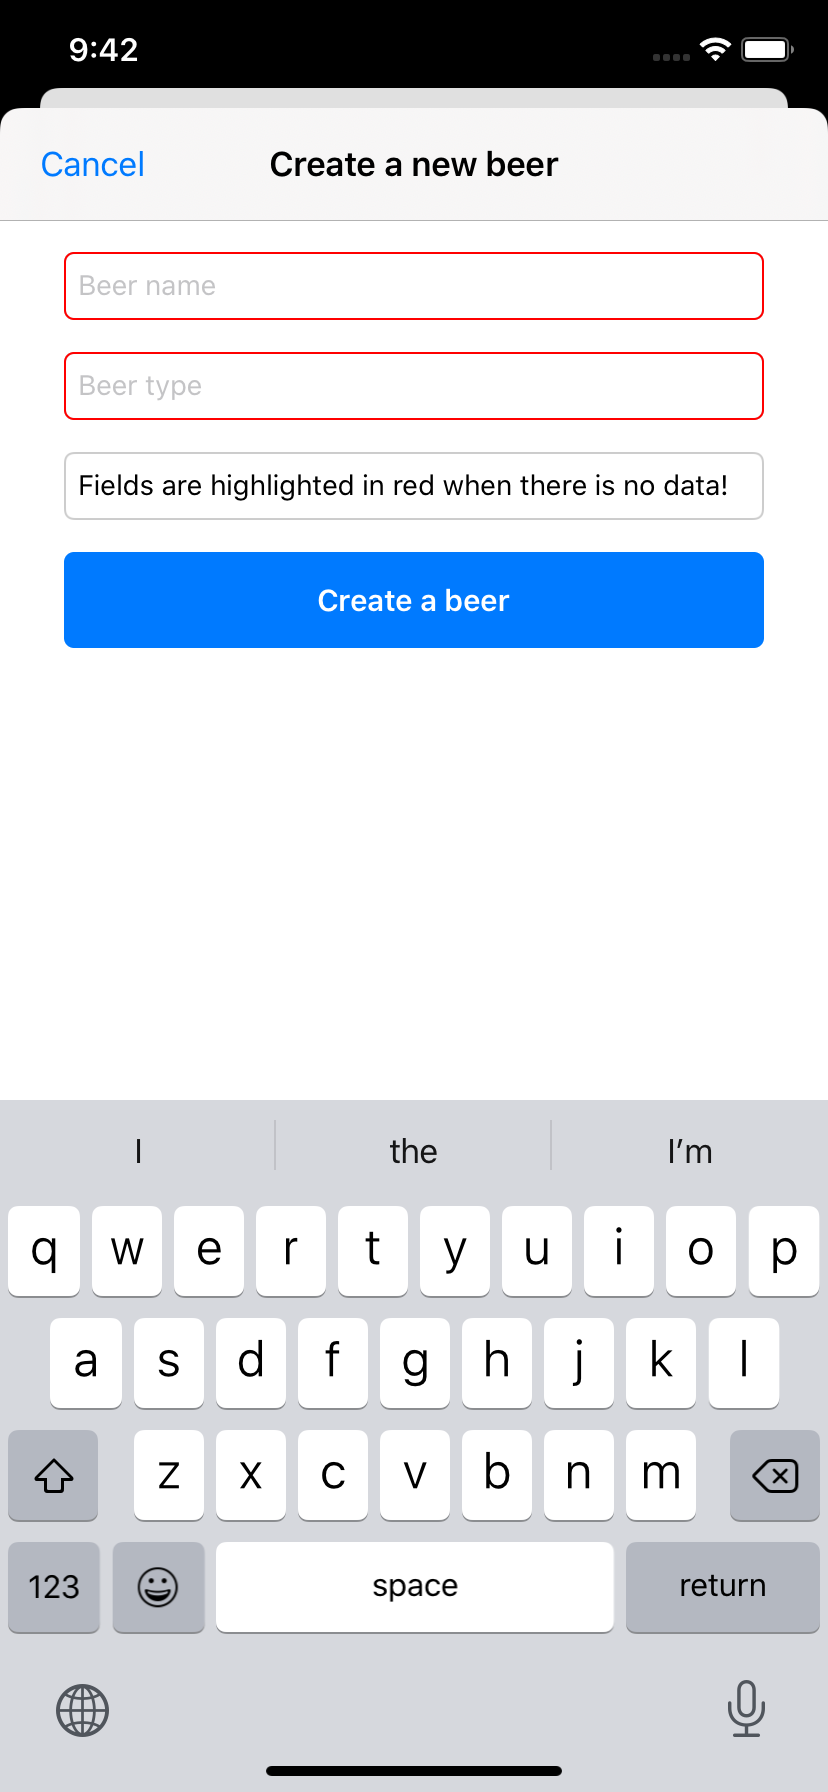 9:42
Cancel
Create a new beer
Beer name
Beer type
Fields are highlighted in red when there is no data!
Create a beer
I the I’m
q w e r t y u i o p
a s d f g h j k l
z x c v b n m
123 space return